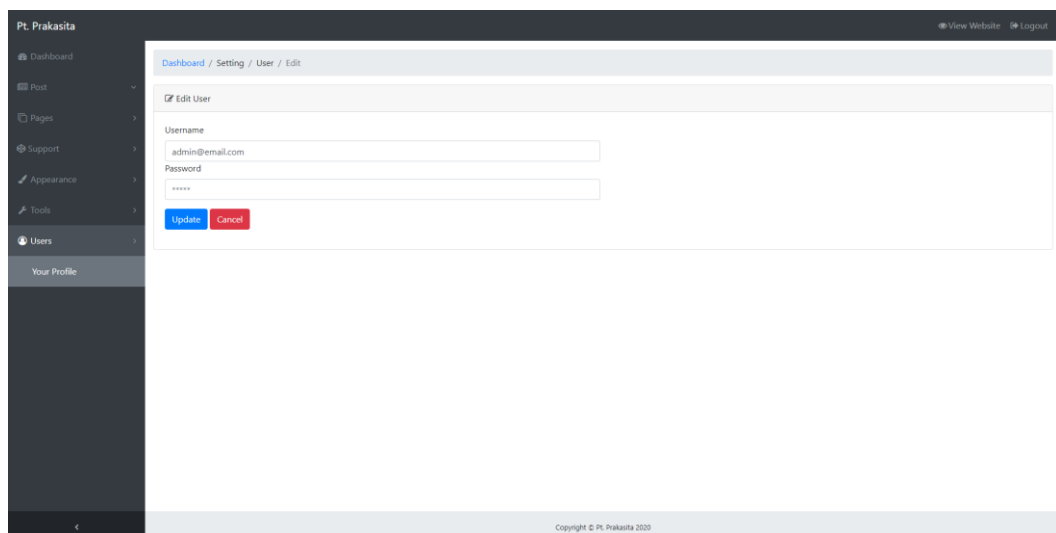 Pt. Prakasita
View Website Logout
Dashboard
Post
Pages
Support
Appearance
Tools
Users
Your Profile
Dashboard / Setting / User / Edit
Edit User
Username
admin@email.com
Password
*****
Update Cancel
Copyright © Pt. Prakasita 2020